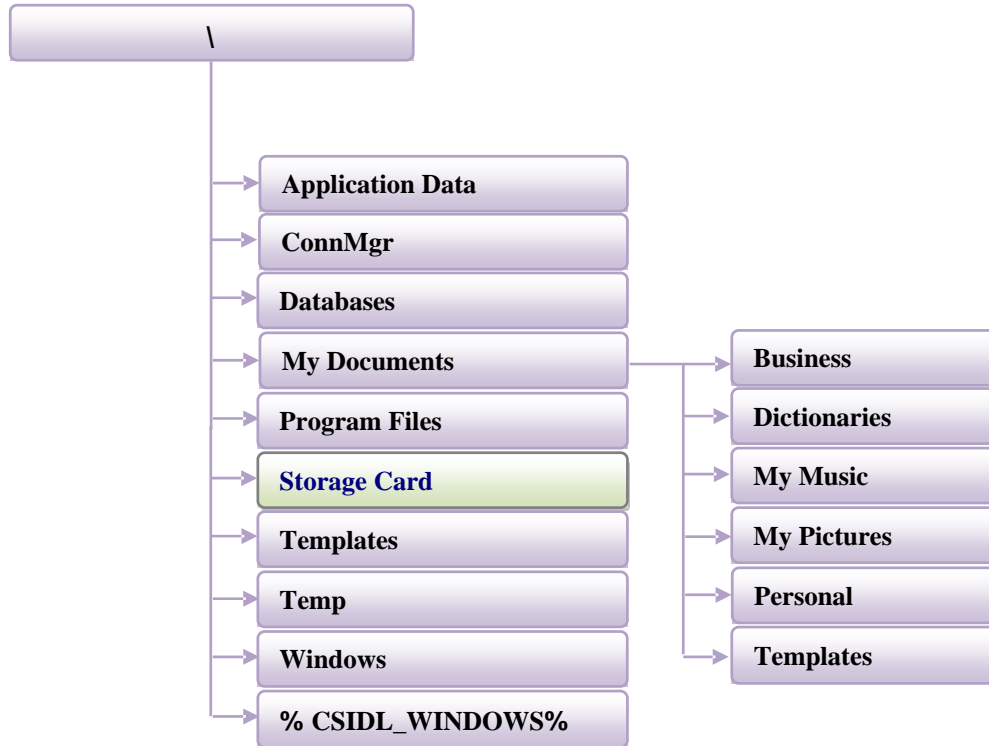 \
Application Data
ConnMgr
Databases
My Documents
Program Files
Storage Card
Templates
Temp
Windows
% CSIDL_WINDOWS%
Business
Dictionaries
My Music
My Pictures
Personal
Templates